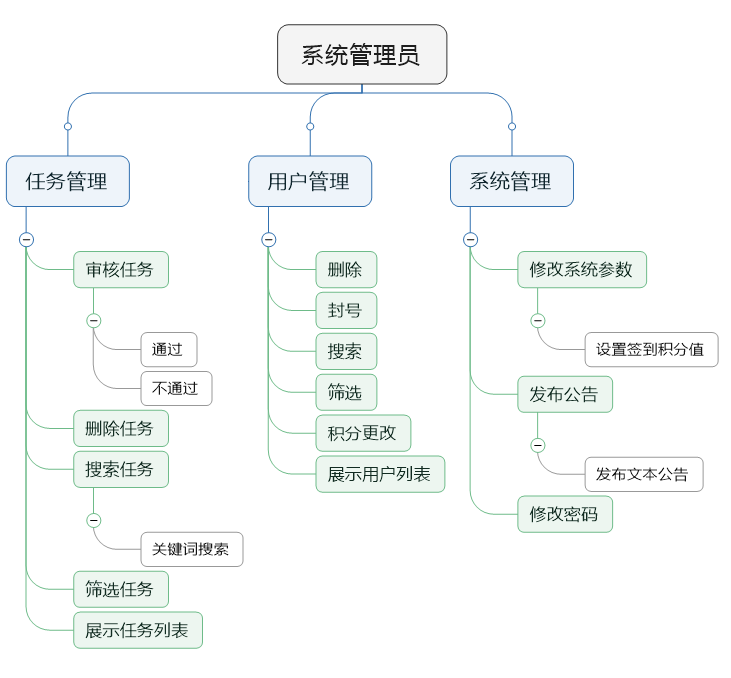 系统管理员
任务管理
审核任务
通过
不通过
删除任务
搜索任务
关键词搜索
筛选任务
展示任务列表
用户管理
删除
封号
搜索
筛选
积分更改
展示用户列表
系统管理
修改系统参数
设置签到积分值
发布公告
发布文本公告
修改密码